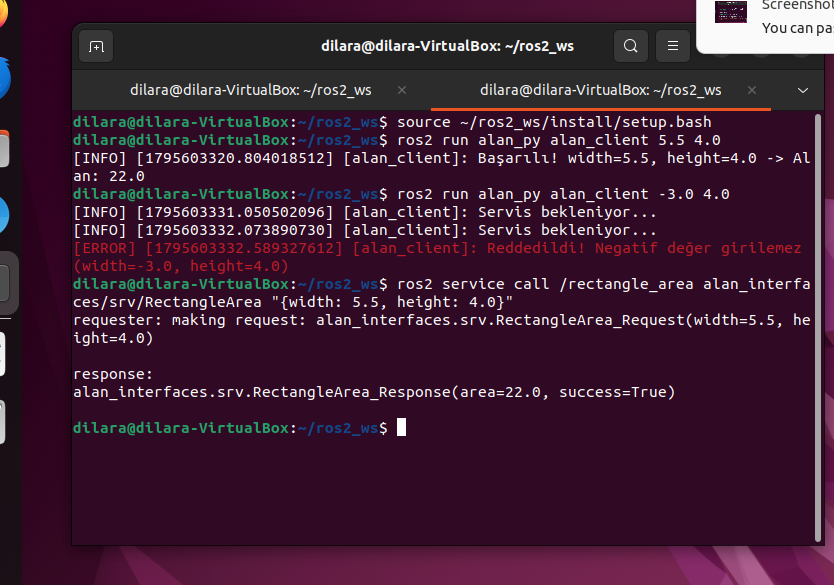 Screenshot
You can pa
dilara@dilara-VirtualBox: ~/ros2_ws
dilara@dilara-VirtualBox: ~/ros2_ws
dilara@dilara-VirtualBox: ~/ros2_ws
dilara@dilara-VirtualBox:~/ros2_ws$ source ~/ros2_ws/install/setup.bash
dilara@dilara-VirtualBox:~/ros2_ws$ ros2 run alan_py alan_client 5.5 4.0
[INFO] [1795603320.804018512] [alan_client]: Başarılı! width=5.5, height=4.0 -> Al
an: 22.0
dilara@dilara-VirtualBox:~/ros2_ws$ ros2 run alan_py alan_client -3.0 4.0
[INFO] [1795603331.050502096] [alan_client]: Servis bekleniyor...
[INFO] [1795603332.073890730] [alan_client]: Servis bekleniyor...
[ERROR] [1795603332.589327612] [alan_client]: Reddedildi! Negatif değer girilemez
(width=-3.0, height=4.0)
dilara@dilara-VirtualBox:~/ros2_ws$ ros2 service call /rectangle_area alan_interfa
ces/srv/RectangleArea "{width: 5.5, height: 4.0}"
requester: making request: alan_interfaces.srv.RectangleArea_Request(width=5.5, he
ight=4.0)
response:
alan_interfaces.srv.RectangleArea_Response(area=22.0, success=True)
dilara@dilara-VirtualBox:~/ros2_ws$